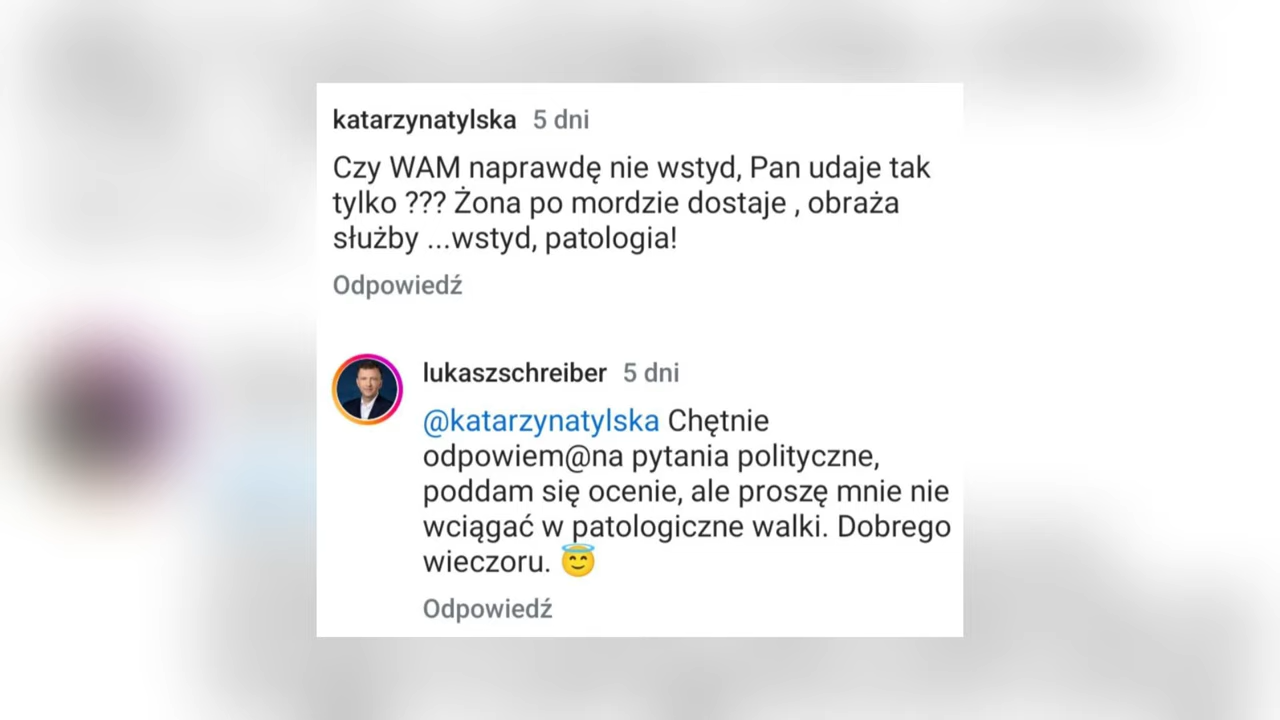 katarzynatylska 5 dni
Czy WAM naprawdę nie wstyd, Pan udaje tak
tylko ??? Żona po mordzie dostaje , obraża
służby ...wstyd, patologia!
Odpowiedź
lukaszschreiber 5 dni
@katarzynatylska Chętnie
odpowiem@na pytania polityczne,
poddam się ocenie, ale proszę mnie nie
wciągać w patologiczne walki. Dobrego
wieczoru. 😇
Odpowiedź